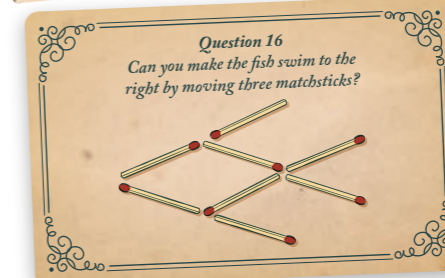 Question 16
Can you make the fish swim to the
right by moving three matchsticks?